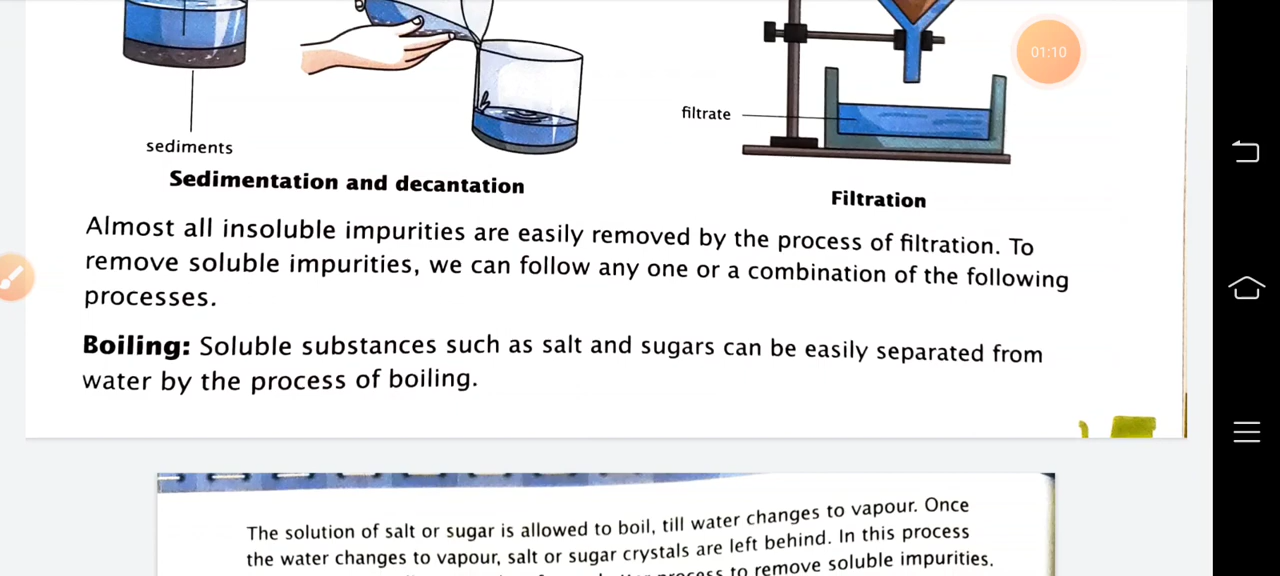 01:10
filtrate
sediments
Sedimentation and decantation
Filtration
Almost all insoluble impurities are easily removed by the process of filtration. To
remove soluble impurities, we can follow any one or a combination of the following
processes.
Boiling: Soluble substances such as salt and sugars can be easily separated from
water by the process of boiling.
The solution of salt or sugar is allowed to boil, till water changes to vapour. Once
the water changes to vapour, salt or sugar crystals are left behind. In this process
process to remove soluble impurities.